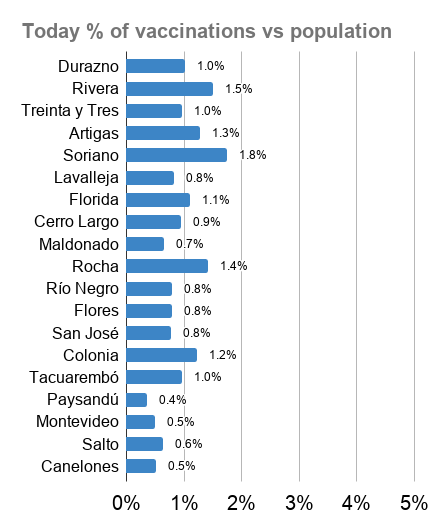 Today % of vaccinations vs population
Durazno 1.0%
Rivera 1.5%
Treinta y Tres 1.0%
Artigas 1.3%
Soriano 1.8%
Lavalleja 0.8%
Florida 1.1%
Cerro Largo 0.9%
Maldonado 0.7%
Rocha 1.4%
Río Negro 0.8%
Flores 0.8%
San José 0.8%
Colonia 1.2%
Tacuarembó 1.0%
Paysandú 0.4%
Montevideo 0.5%
Salto 0.6%
Canelones 0.5%
0% 1% 2% 3% 4% 5%